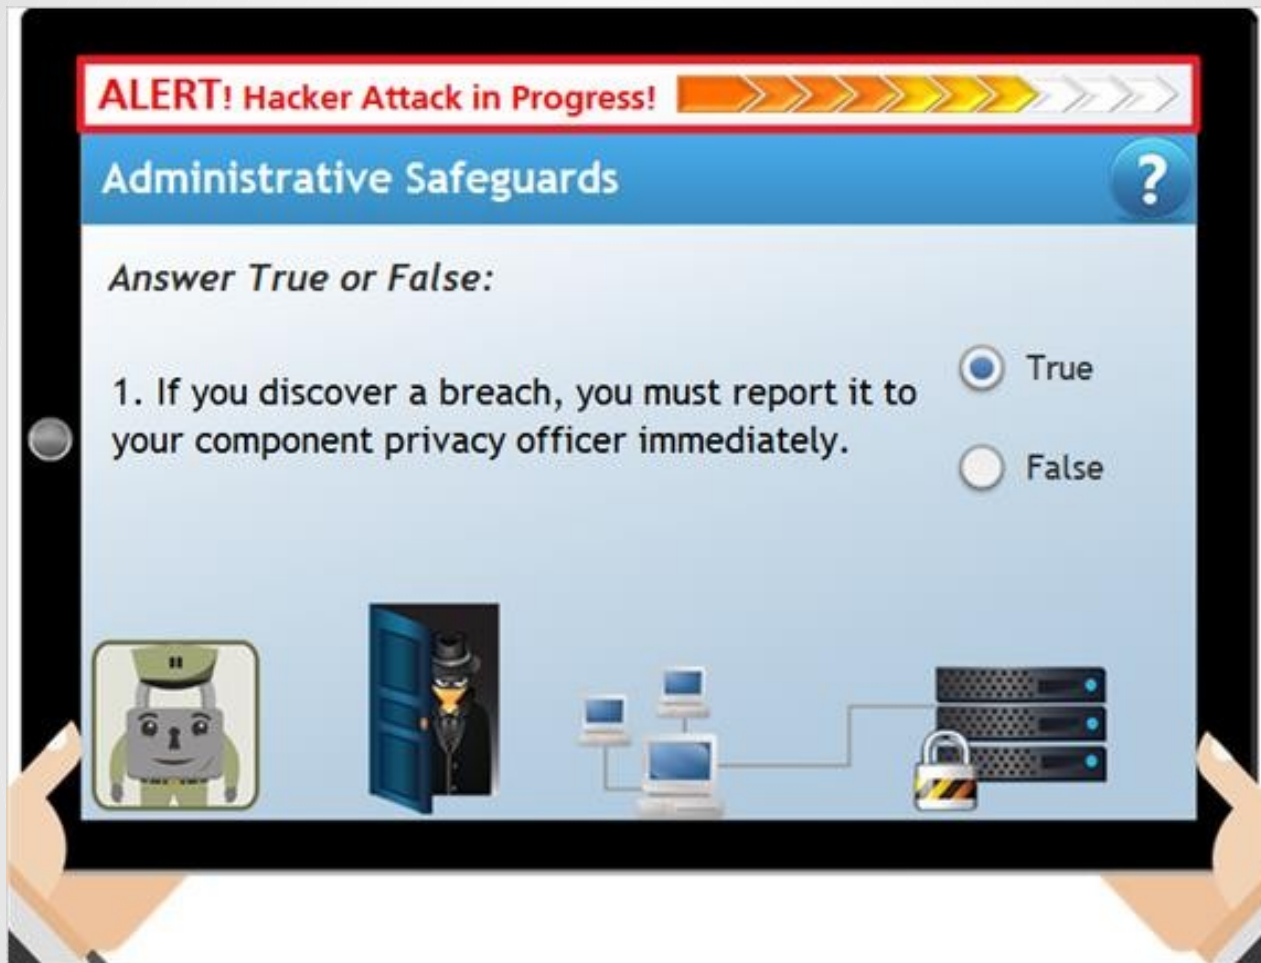 ALERT! Hacker Attack in Progress!
Administrative Safeguards
?
Answer True or False:
1. If you discover a breach, you must report it to
your component privacy officer immediately.
True
False